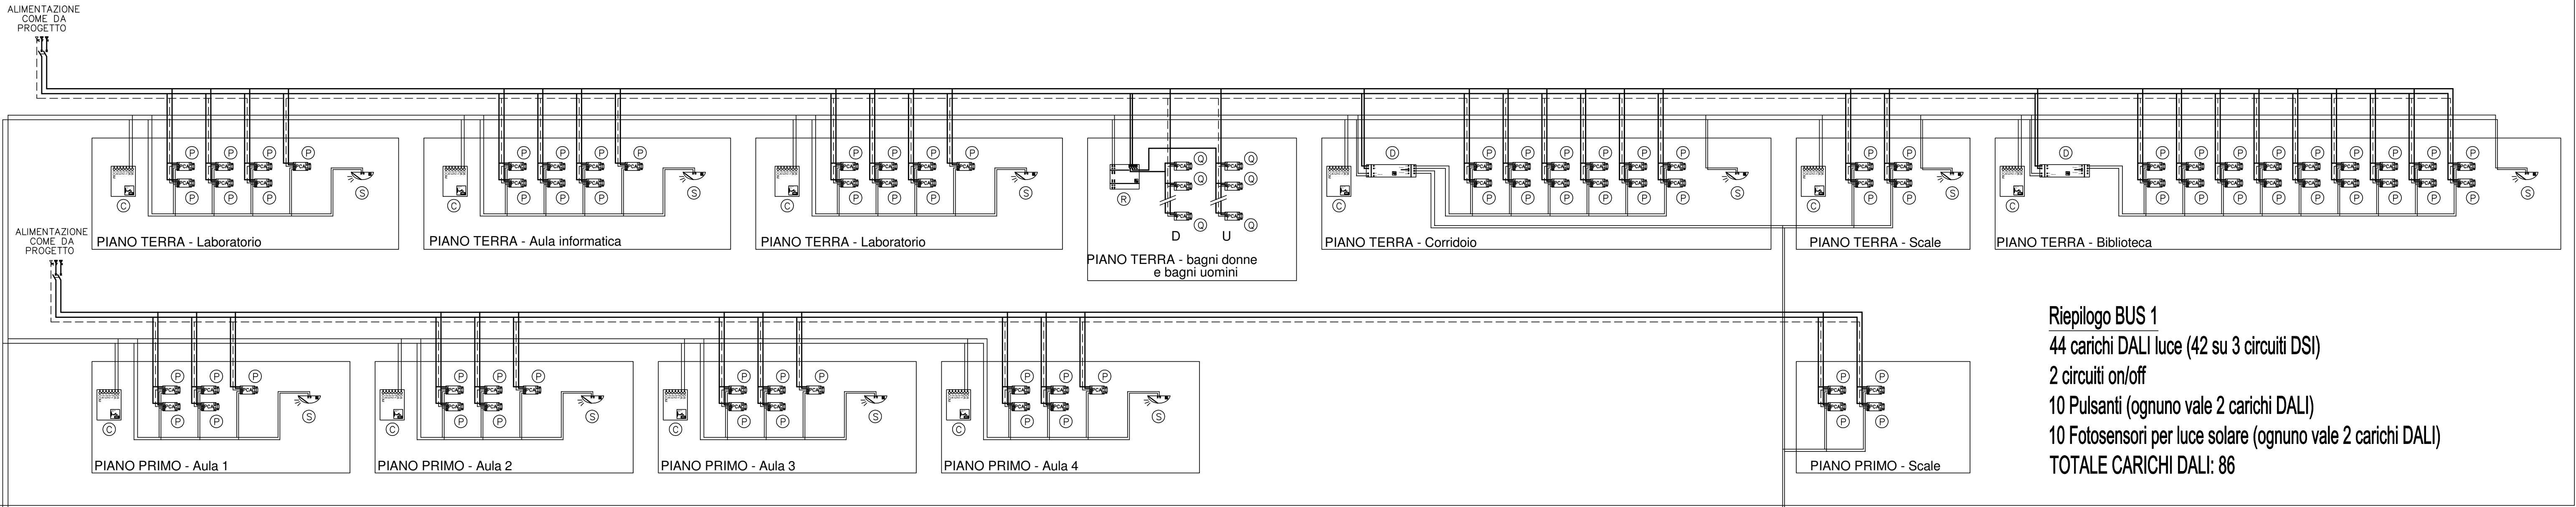 ALIMENTAZIONE
COME DA
PROGETTO
P P P P
P P P
C
S
PIANO TERRA - Laboratorio
P P P P
P P P
C
S
PIANO TERRA - Aula informatica
P P P P
P P P
C
S
PIANO TERRA - Laboratorio
Q Q
Q Q
R
Q Q
D U
PIANO TERRA - bagni donne
e bagni uomini
D
P P P P P P
P P P P P P
C
S
PIANO TERRA - Corridoio
P P
P P
C
S
PIANO TERRA - Scale
D
P P P P P P P P P
P P P P P P P P P
C
S
PIANO TERRA - Biblioteca
ALIMENTAZIONE
COME DA
PROGETTO
P P P
P P
C
S
PIANO PRIMO - Aula 1
P P P
P P
C
S
PIANO PRIMO - Aula 2
P P P
P P
C
S
PIANO PRIMO - Aula 3
P P P
P P
C
S
PIANO PRIMO - Aula 4
P P
P P
PIANO PRIMO - Scale
Riepilogo BUS 1
44 carichi DALI luce (42 su 3 circuiti DSI)
2 circuiti on/off
10 Pulsanti (ognuno vale 2 carichi DALI)
10 Fotosensori per luce solare (ognuno vale 2 carichi DALI)
TOTALE CARICHI DALI: 86